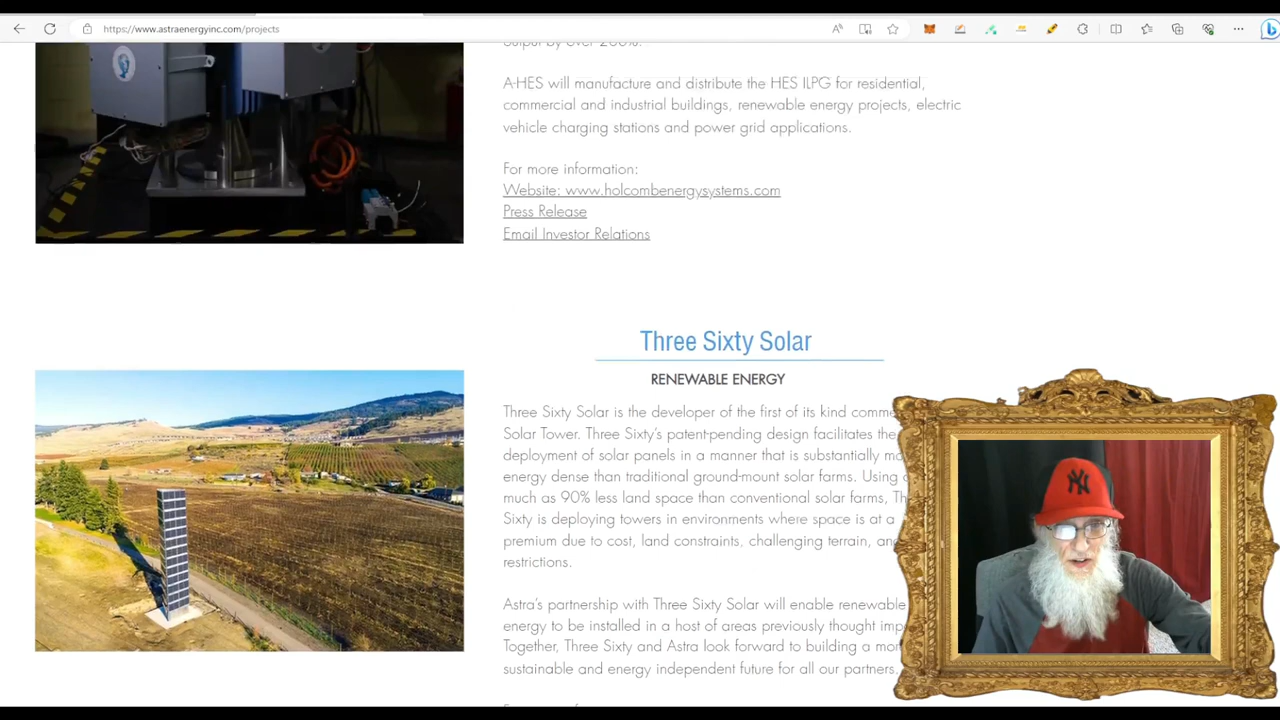 https://www.astraenergyinc.com/projects
A-HES will manufacture and distribute the HES ILPG for residential,
commercial and industrial buildings, renewable energy projects, electric
vehicle charging stations and power grid applications.
For more information:
Website: www.holcombenergysystems.com
Press Release
Email Investor Relations
Three Sixty Solar
RENEWABLE ENERGY
Three Sixty Solar is the developer of the first of its kind comme
Solar Tower. Three Sixty's patent-pending design facilitates the
deployment of solar panels in a manner that is substantially mo
energy dense than traditional ground-mount solar farms. Using
much as 90% less land space than conventional solar farms, Th
Sixty is deploying towers in environments where space is at a
premium due to cost, land constraints, challenging terrain, and
restrictions.
Astra's partnership with Three Sixty Solar will enable renewable
energy to be installed in a host of areas previously thought imp
Together, Three Sixty and Astra look forward to building a mor
sustainable and energy independent future for all our partners.